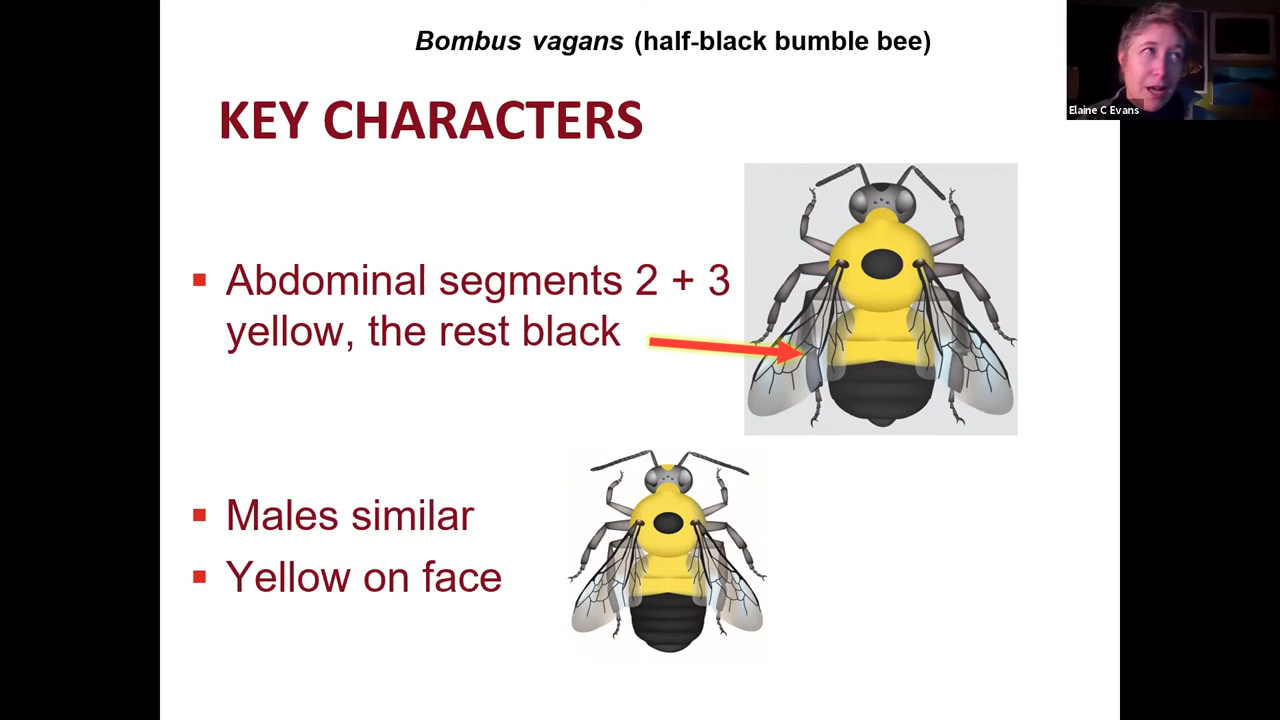 Bombus vagans (half-black bumble bee)
KEY CHARACTERS
Abdominal segments 2 + 3
yellow, the rest black
Males similar
Yellow on face
Elaine C Evans